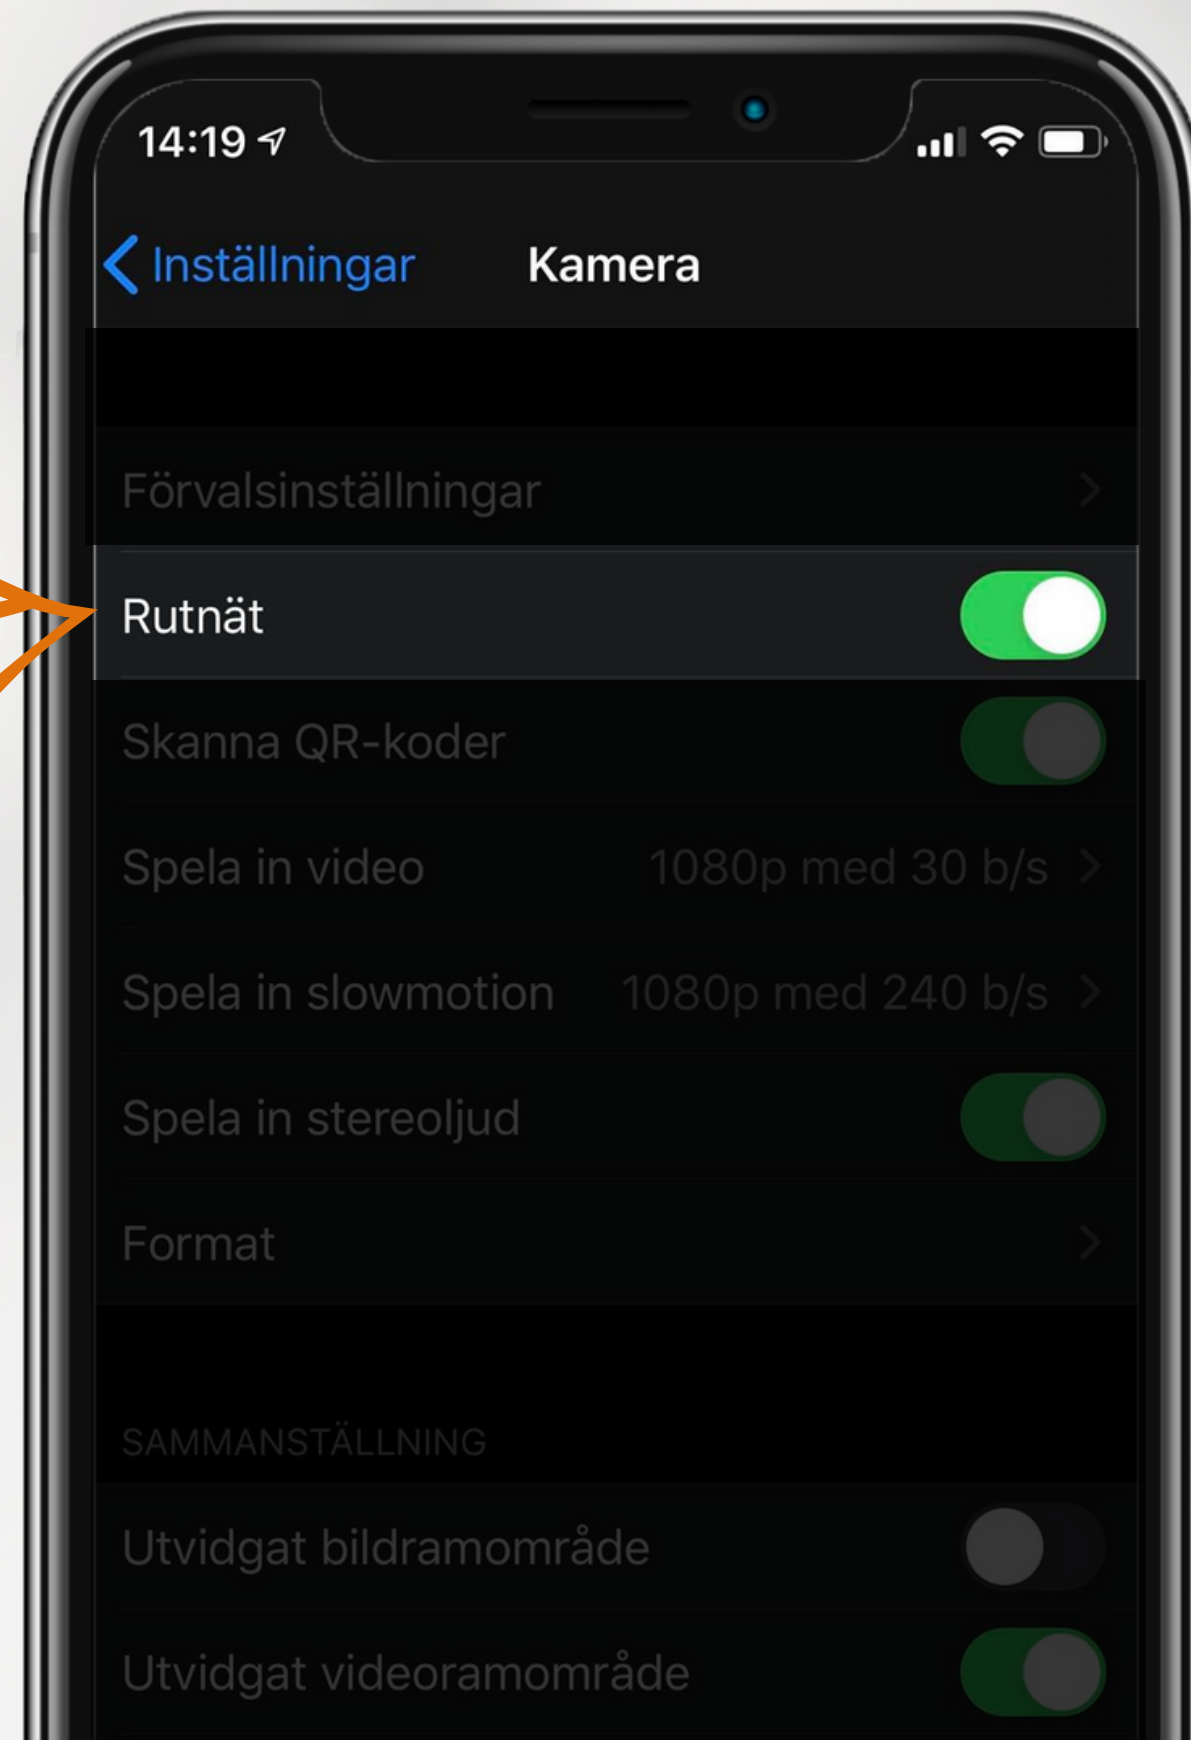 14:19
Inställningar Kamera
Förvalsinställningar
Rutnät
Skanna QR-koder
Spela in video 1080p med 30 b/s
Spela in slowmotion 1080p med 240 b/s
Spela in stereoljud
Format
SAMMANSTÄLLNING
Utvidgat bildramområde
Utvidgat videoramområde